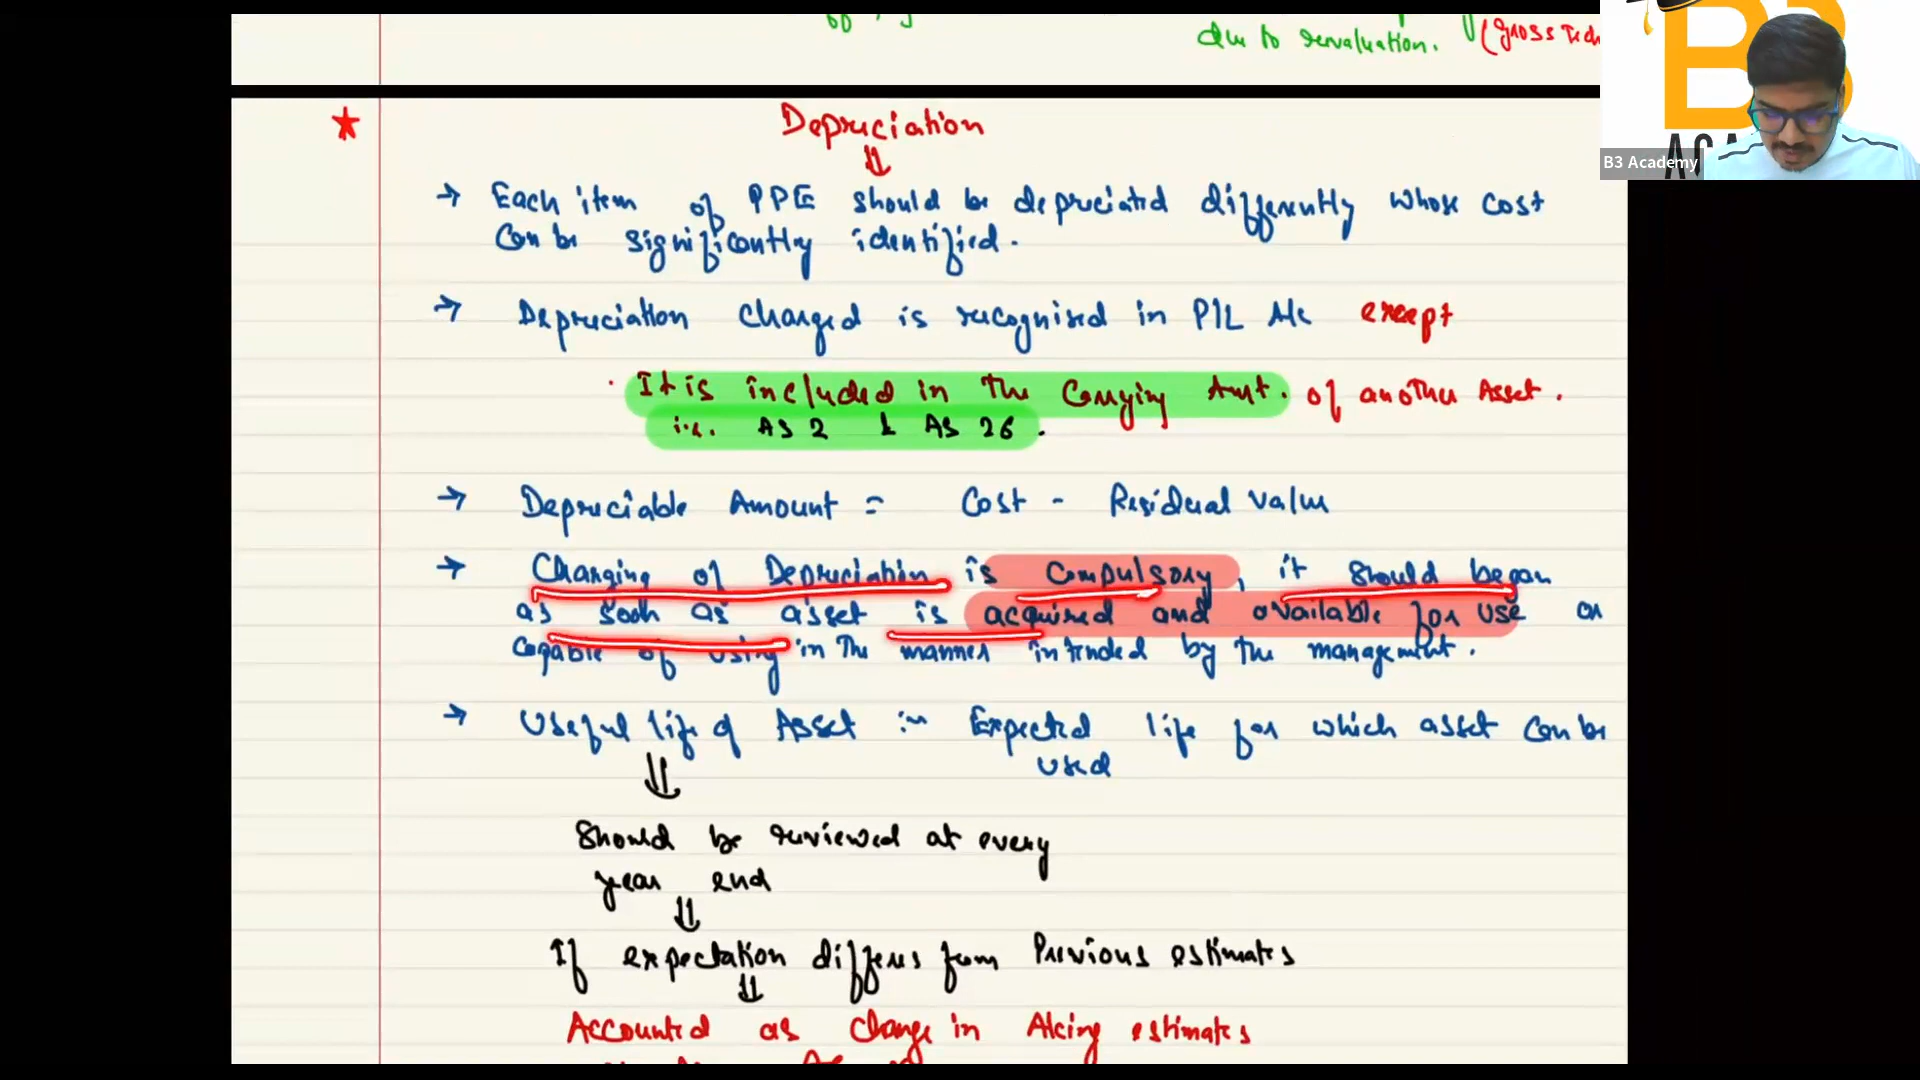 due to revaluation. (gross Tech
B3
ACA
B3 Academy
★ Depreciation
→ Each item of PPE should be depreciated differently whose cost
can be significantly identified.
→ Depreciation charged is recognised in P/L A/c except
It is included in the Carrying Amt. of another Asset.
i.e. AS 2 & AS 26.
→ Depreciable Amount = Cost - Residual value
→ Charging of Depreciation is Compulsory, it should began
as soon as asset is acquired and available for use or
Capable of using in the manner intended by the management.
→ Useful life of Asset :- Expected life for which asset can be
used
Should be reviewed at every
year end
If expectation differs from Previous estimates
Accounted as change in A/cing estimates